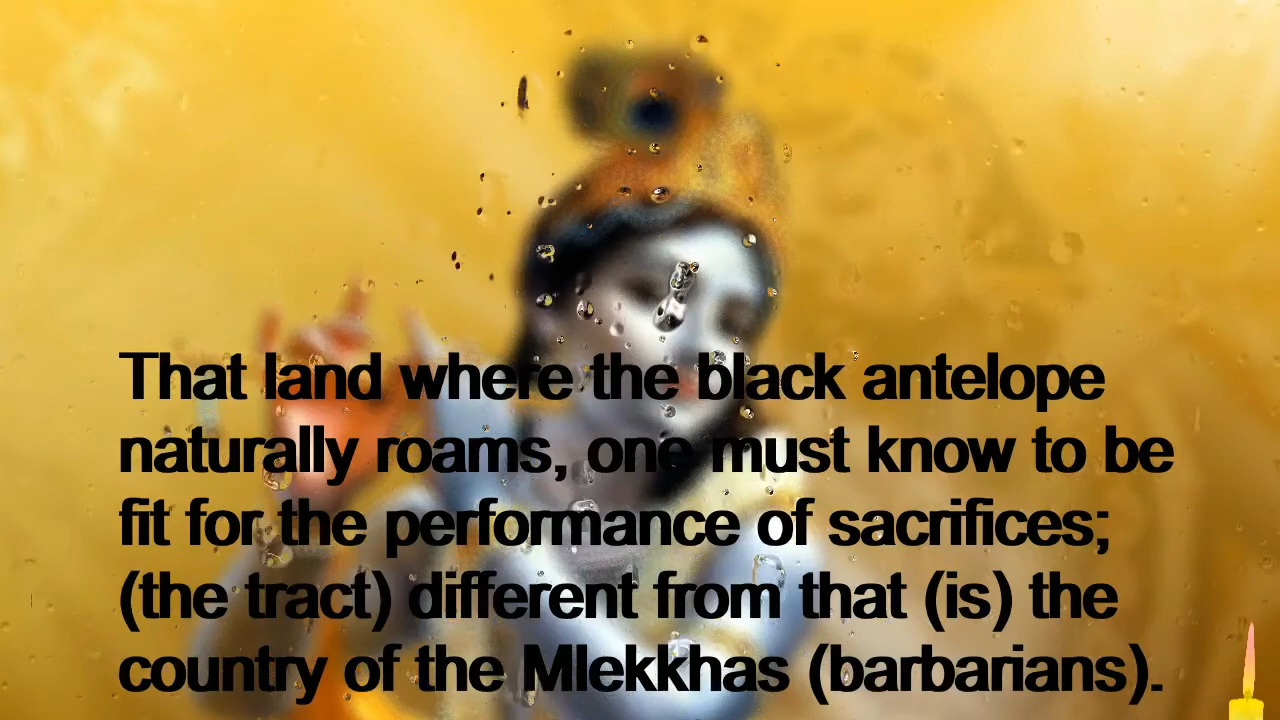 That land where the black antelope
naturally roams, one must know to be
fit for the performance of sacrifices;
(the tract) different from that (is) the
country of the Mlekkhas (barbarians).